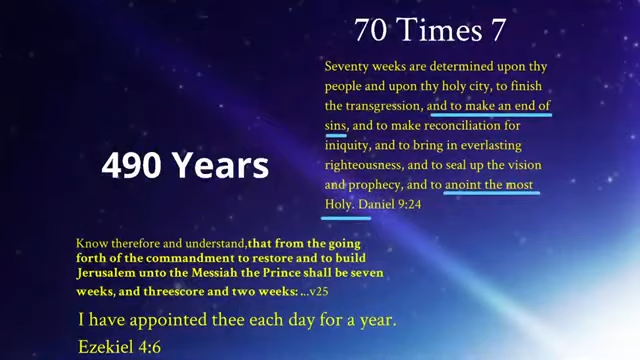 70 Times 7
Seventy weeks are determined upon thy
people and upon thy holy city, to finish
the transgression, and to make an end of
sins, and to make reconciliation for
iniquity, and to bring in everlasting
righteousness, and to seal up the vision
and prophecy, and to anoint the most
Holy. Daniel 9:24
490 Years
Know therefore and understand,that from the going
forth of the commandment to restore and to build
Jerusalem unto the Messiah the Prince shall be seven
weeks, and threescore and two weeks: ...v25
I have appointed thee each day for a year.
Ezekiel 4:6